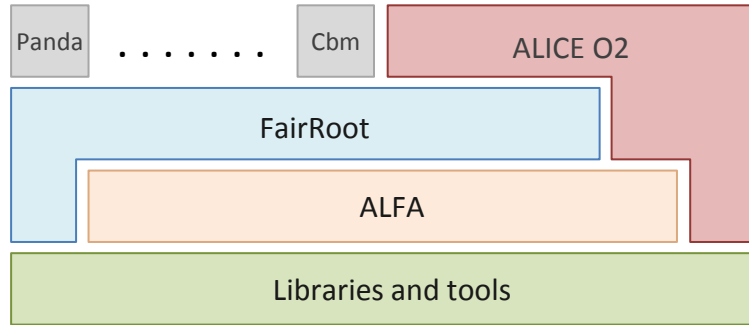 Panda . . . . . . . Cbm ALICE O2
FairRoot
ALFA
Libraries and tools